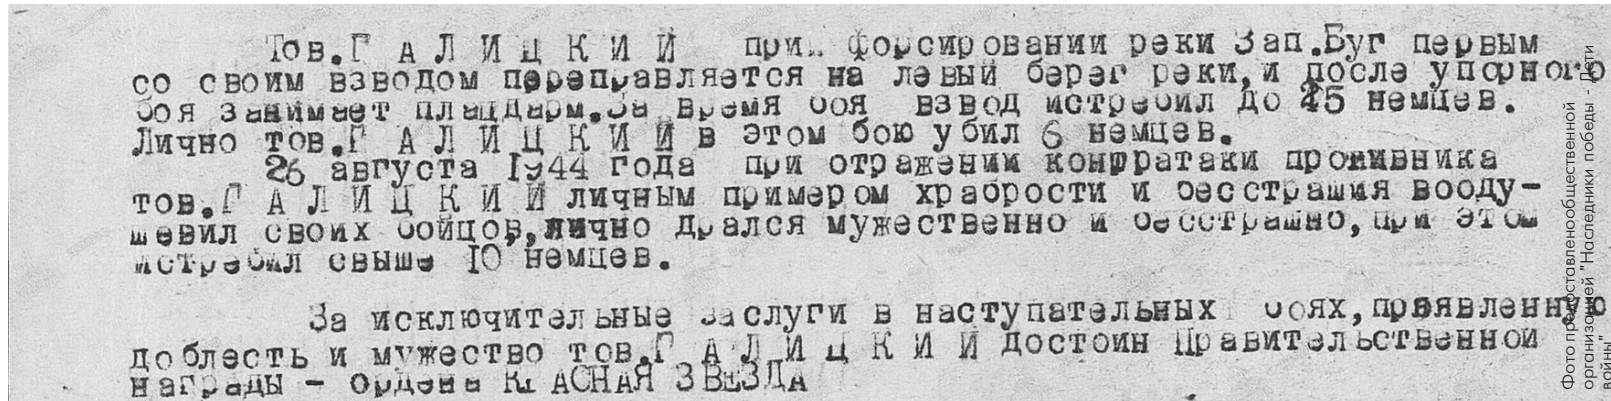 Тов.Г А Л И Ц К И Й при форсировании реки Зап.Буг первым
со своим взводом переправляется на левый берег реки,и после упорного
боя занимает плацдарм.За время боя взвод истребил до 45 немцев.
Лично тов.Г А Л И Ц К И Й в этом бою убил 6 немцев.
26 августа 1944 года при отражении контратаки противника
тов.Г А Л И Ц К И Й личным примером храбрости и бесстрашия вооду-
шевил своих бойцов,лично дрался мужественно и бесстрашно,при этом
истребил свыше 10 немцев.
За исключительные заслуги в наступательных боях,проявленную
доблесть и мужество тов.Г А Л И Ц К И Й достоин Правительственной
награды - ордена КРАСНАЯ ЗВЕЗДА
Фото предоставленообщественной
организацией "Наследники победы - Дети
войны"